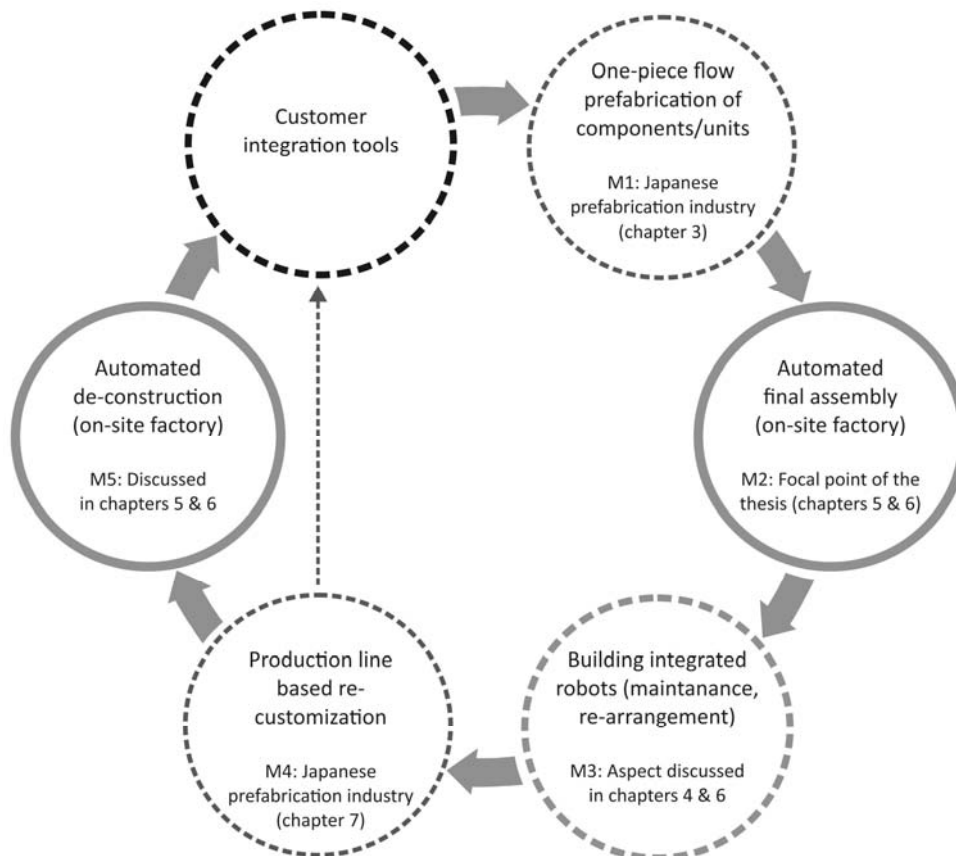 Customer
integration tools
One-piece flow
prefabrication of
components/units
M1: Japanese
prefabrication industry
(chapter 3)
Automated
final assembly
(on-site factory)
M2: Focal point of the
thesis (chapters 5 & 6)
Building integrated
robots (maintanance,
re-arrangement)
M3: Aspect discussed
in chapters 4 & 6
Production line
based re-
customization
M4: Japanese
prefabrication industry
(chapter 7)
Automated
de-construction
(on-site factory)
M5: Discussed
in chapters 5 & 6